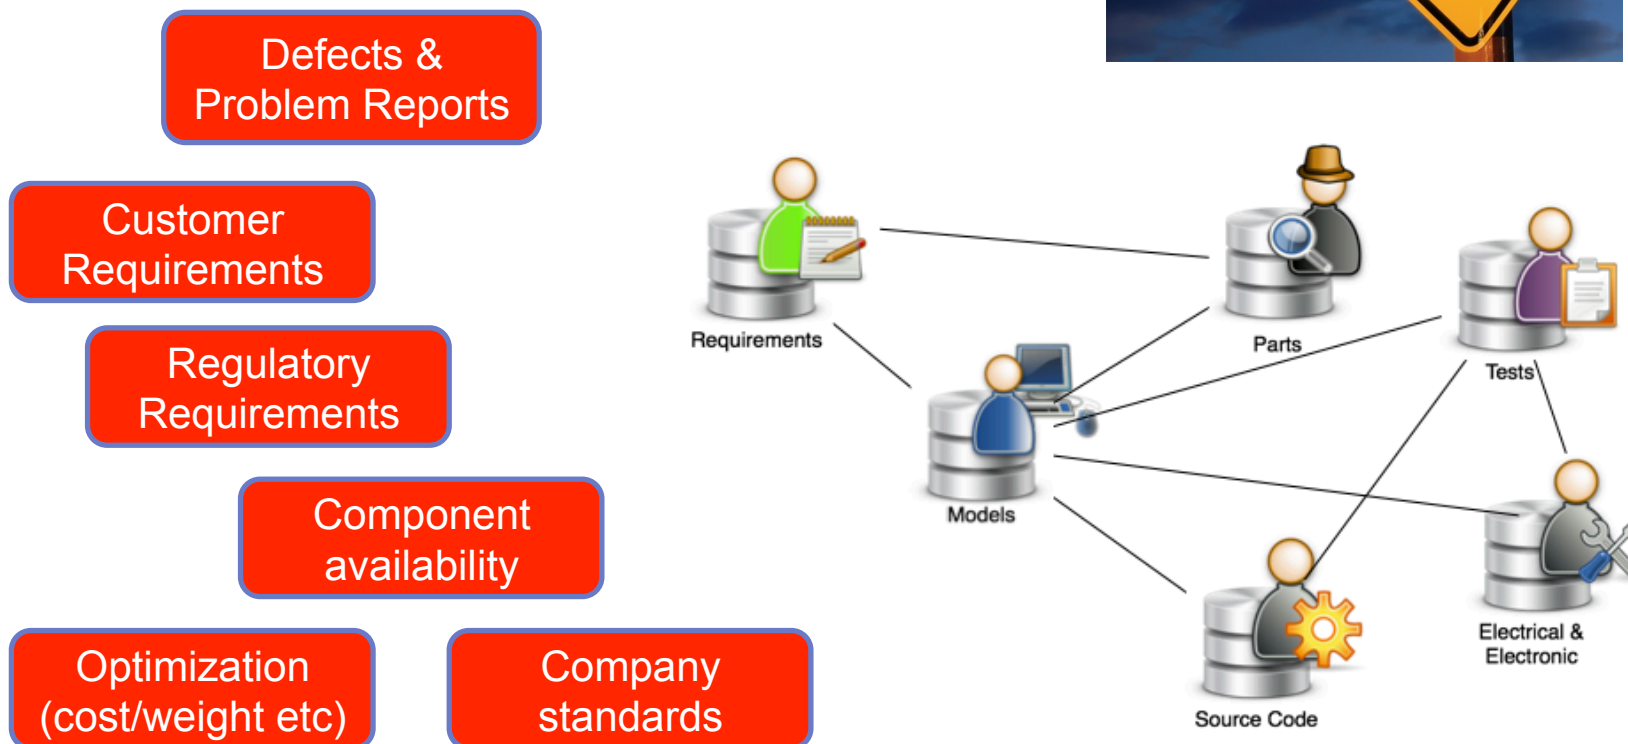 Defects &
Problem Reports
Customer
Requirements
Regulatory
Requirements
Component
availability
Optimization
(cost/weight etc)
Company
standards
Requirements
Parts
Tests
Models
Electrical &
Electronic
Source Code